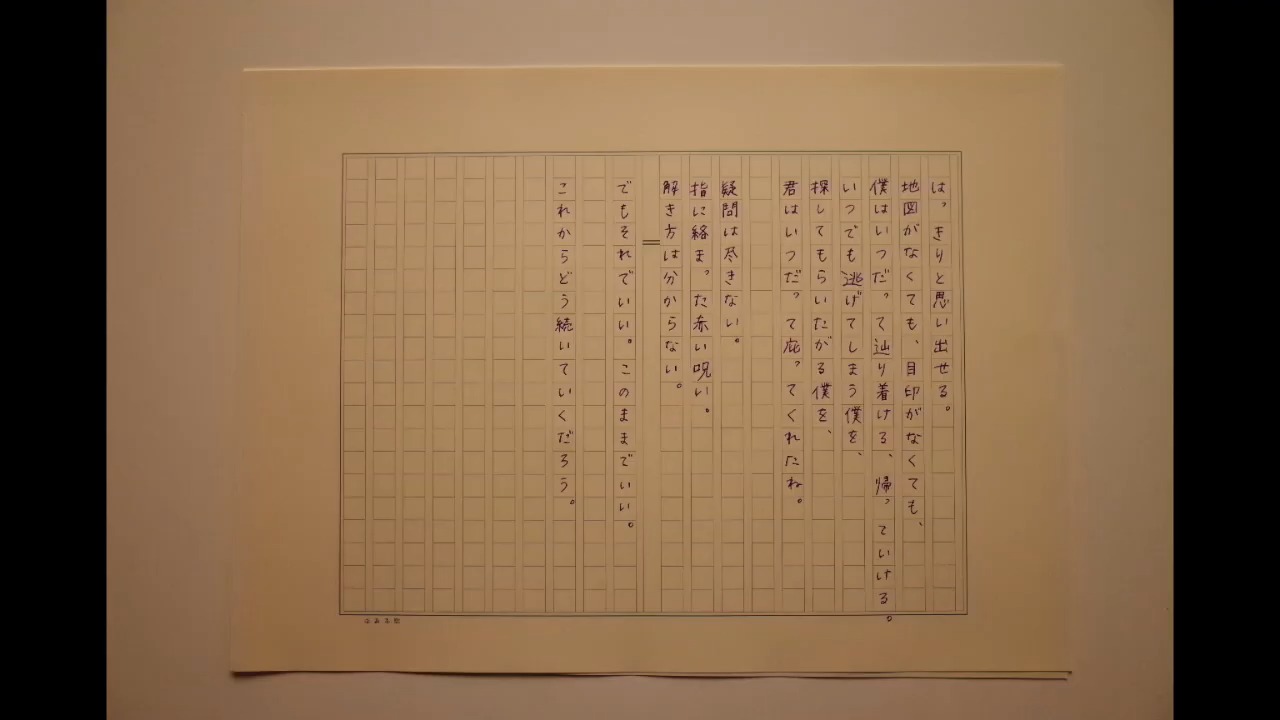 はっきりと思い出せる。
地図がなくても、目印がなくても、
僕はいつだって辿り着ける、帰っていける。
いつでも逃げてしまう僕を、
探してもらいたがる僕を、
君はいつだって庇ってくれたね。
疑問は尽きない。
指に絡まった赤い呪い。
解き方は分からない。
でもそれでいい。このままでいい。
これからどう続いていくだろう。